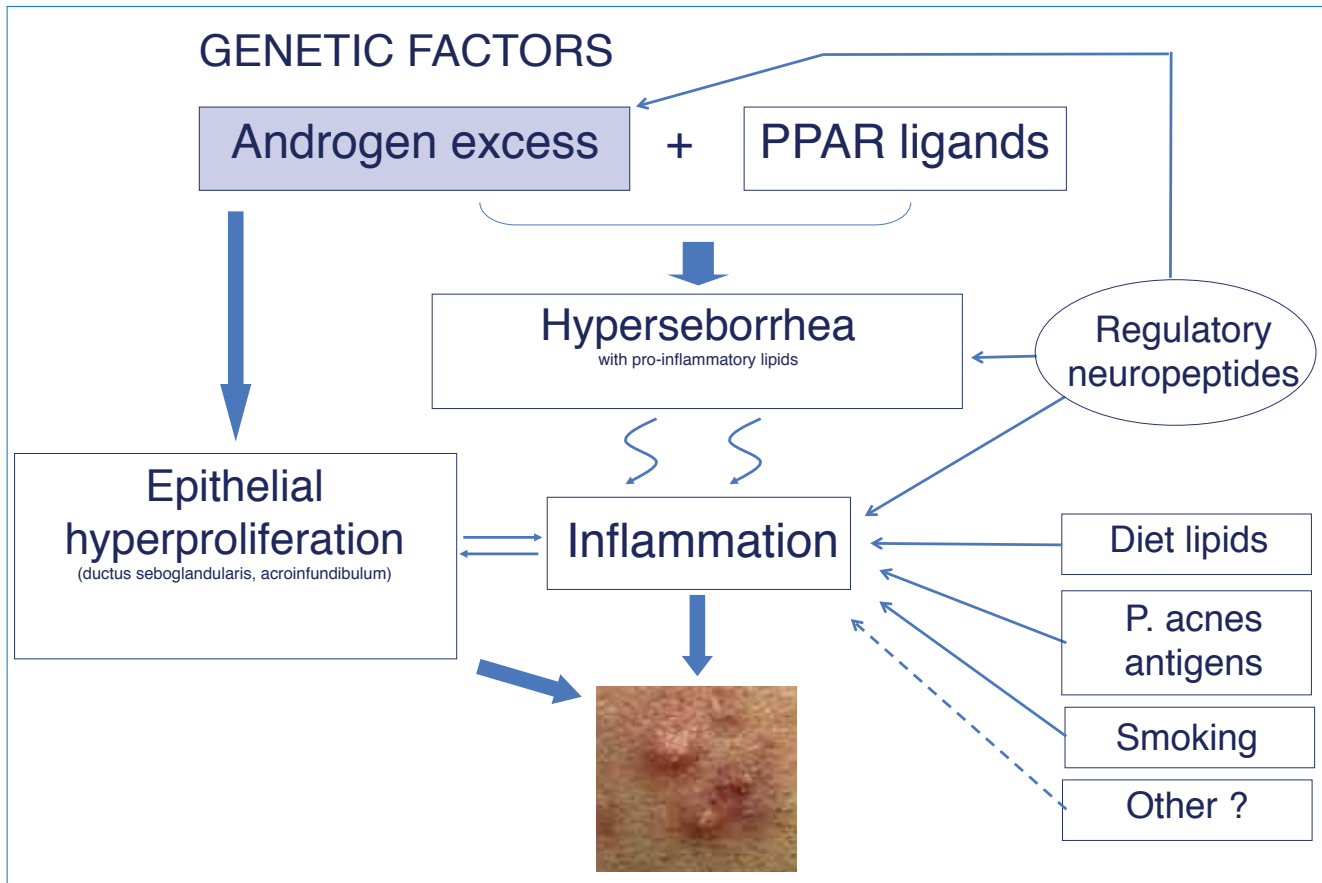 GENETIC FACTORS
Androgen excess
+
PPAR ligands
Hyperseborrhea
with pro-inflammatory lipids
Regulatory
neuropeptides
Epithelial
hyperproliferation
(ductus seboglandularis, acroinfundibulum)
Inflammation
Diet lipids
P. acnes
antigens
Smoking
Other ?